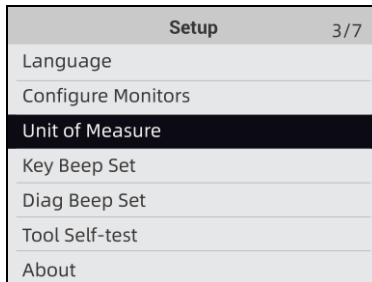 Setup 3/7
Language
Configure Monitors
Unit of Measure
Key Beep Set
Diag Beep Set
Tool Self-test
About